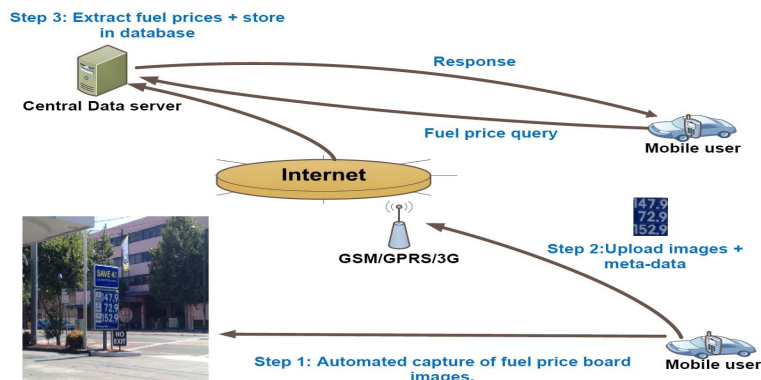 Step 3: Extract fuel prices + store
in database
Response
Central Data server
Fuel price query
Mobile user
Internet
147.9
72.9
152.9
GSM/GPRS/3G
Step 2:Upload images +
meta-data
SAVE 4¢
147.9
72.9
152.9
NO
EXIT
Step 1: Automated capture of fuel price board
images.
Mobile user